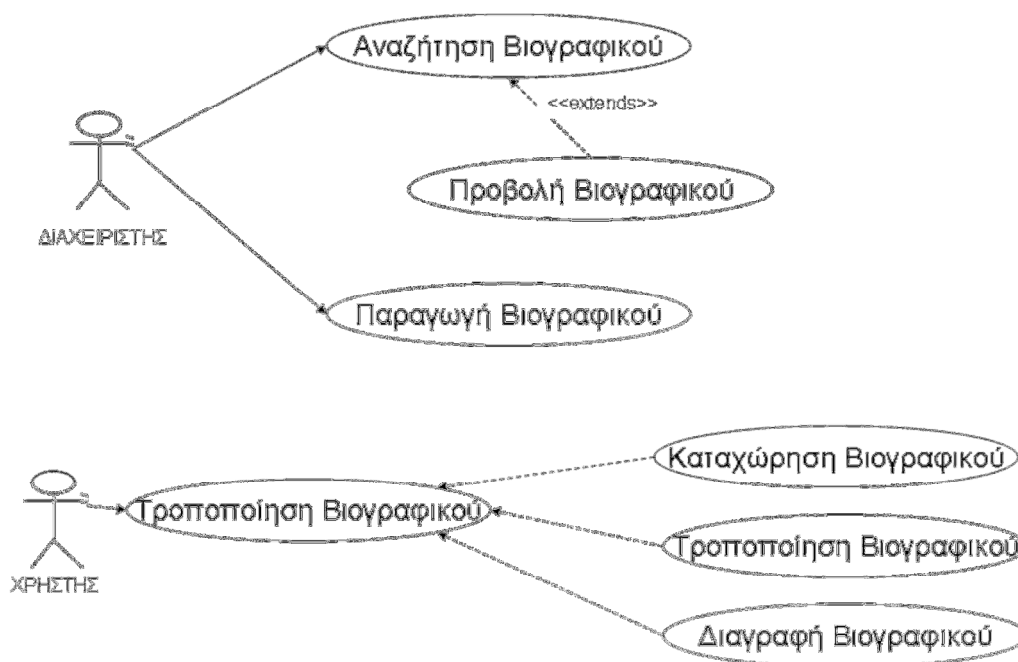 Αναζήτηση Βιογραφικού
<<extends>>
Προβολή Βιογραφικού
ΔΙΑΧΕΙΡΙΣΤΗΣ
Παραγωγή Βιογραφικού
Καταχώρηση Βιογραφικού
Τροποποίηση Βιογραφικού
Τροποποίηση Βιογραφικού
ΧΡΗΣΤΗΣ
Διαγραφή Βιογραφικού